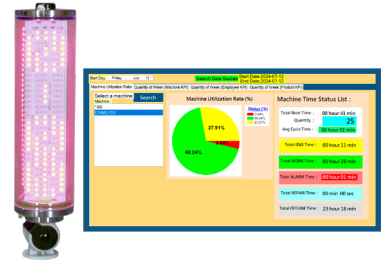 Start Day: Friday July 12
Search Data Sucess Start Date:2024-07-12
End Date:2024-07-12
Machine Utilization Ratio Quantity of Week (Machine KPI) Quantity of Week (Employee KPI) Quantity of Week (Product KPI)
Select a machine Search
Machine
*All
Machine Utilization Rate (%)
Status (%)
27.91%
68.24%
Machine Time
Status List :
Total Boot Time : 00 hour 41 min
Quantity : 25
Avg Cycle Time : 00 hour 01 min
Total IDLE Time : 00 hour 11 min
Total WORK Time : 00 hour 28 min
Total ALARM Time : 00 hour 01 min
Total REPAIR Time : 00 min 00 sec
Total OFFLINE Time : 23 hour 18 min